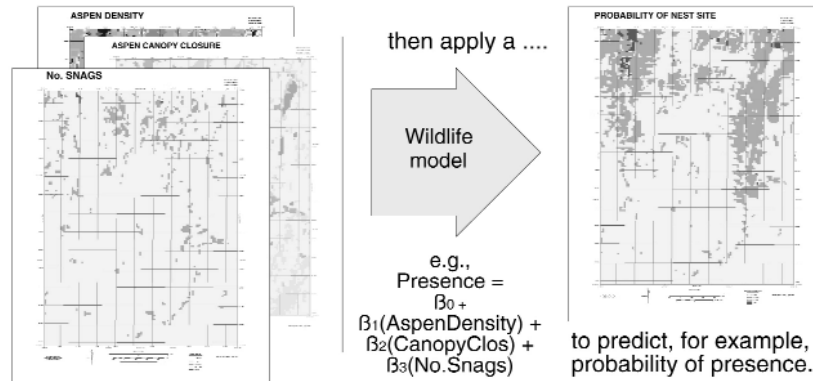 ASPEN DENSITY
ASPEN CANOPY CLOSURE
No. SNAGS
then apply a ....
Wildlife
model
e.g.,
Presence =
β0 +
β1(AspenDensity) +
β2(CanopyClos) +
β3(No.Snags)
PROBABILITY OF NEST SITE
to predict, for example,
probability of presence.